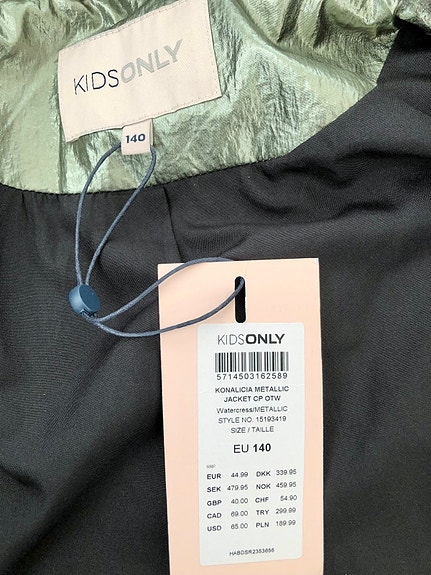 KIDSONLY
140
KIDSONLY
5714503162589
KONALICIA METALLIC
JACKET CP OTW
Watercress/METALLIC
STYLE NO. 15193419
SIZE / TAILLE
EU 140
RRP
EUR 44.99 DKK 339.95
SEK 479.95 NOK 459.95
GBP 40.00 CHF 54.90
CAD 69.00 TRY 299.99
USD 65.00 PLN 189.99
HABDSR2353656